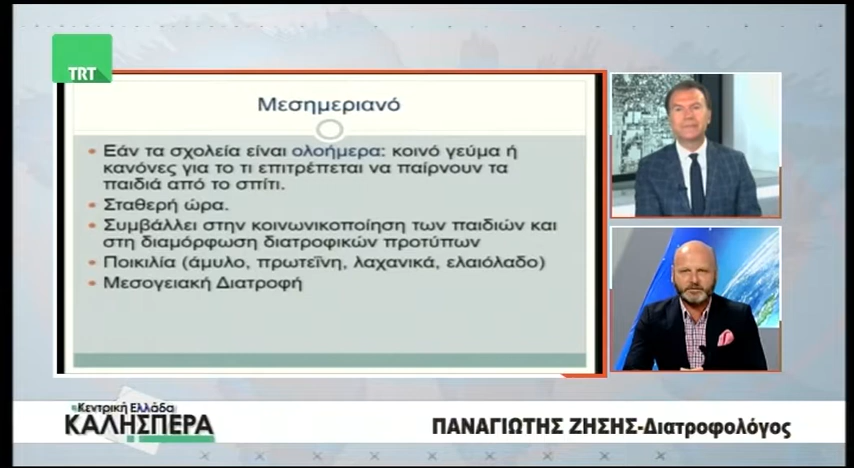 TRT
Μεσημεριανό
Εάν τα σχολεία είναι ολοήμερα: κοινό γεύμα ή
κανόνες για το τι επιτρέπεται να παίρνουν τα
παιδιά από το σπίτι.
Σταθερή ώρα.
Συμβάλλει στην κοινωνικοποίηση των παιδιών και
στη διαμόρφωση διατροφικών προτύπων
Ποικιλία (άμυλο, πρωτεΐνη, λαχανικά, ελαιόλαδο)
Μεσογειακή Διατροφή
Κεντρική Ελλάδα
ΚΑΛΗΣΠΕΡΑ
ΠΑΝΑΓΙΩΤΗΣ ΖΗΣΗΣ-Διατροφολόγος